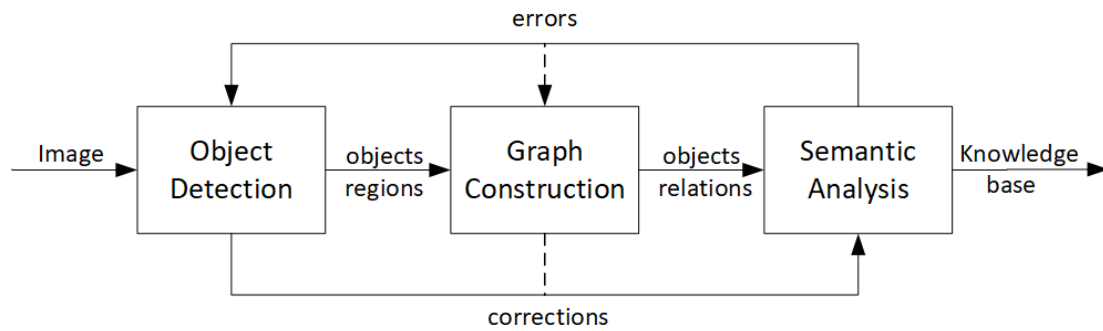 errors
Image
Object
Detection
objects
regions
Graph
Construction
objects
relations
Semantic
Analysis
Knowledge
base
corrections